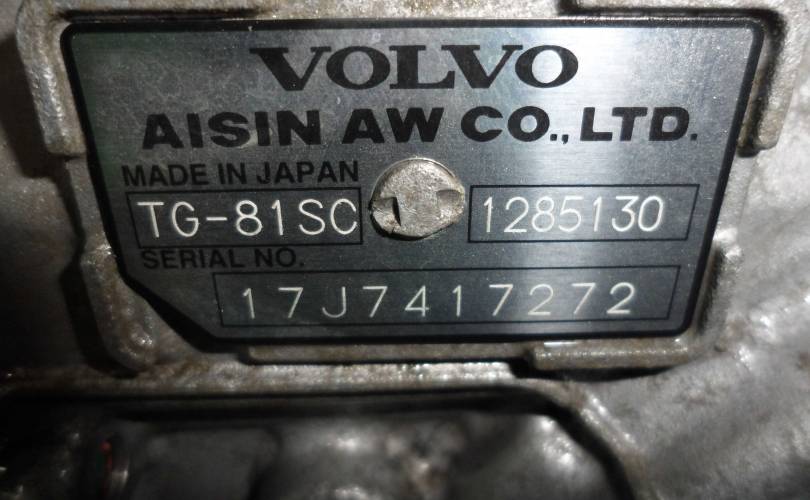 VOLVO
AISIN AW CO., LTD.
MADE IN JAPAN
TG-81SC 1285130
SERIAL NO.
17J7417272